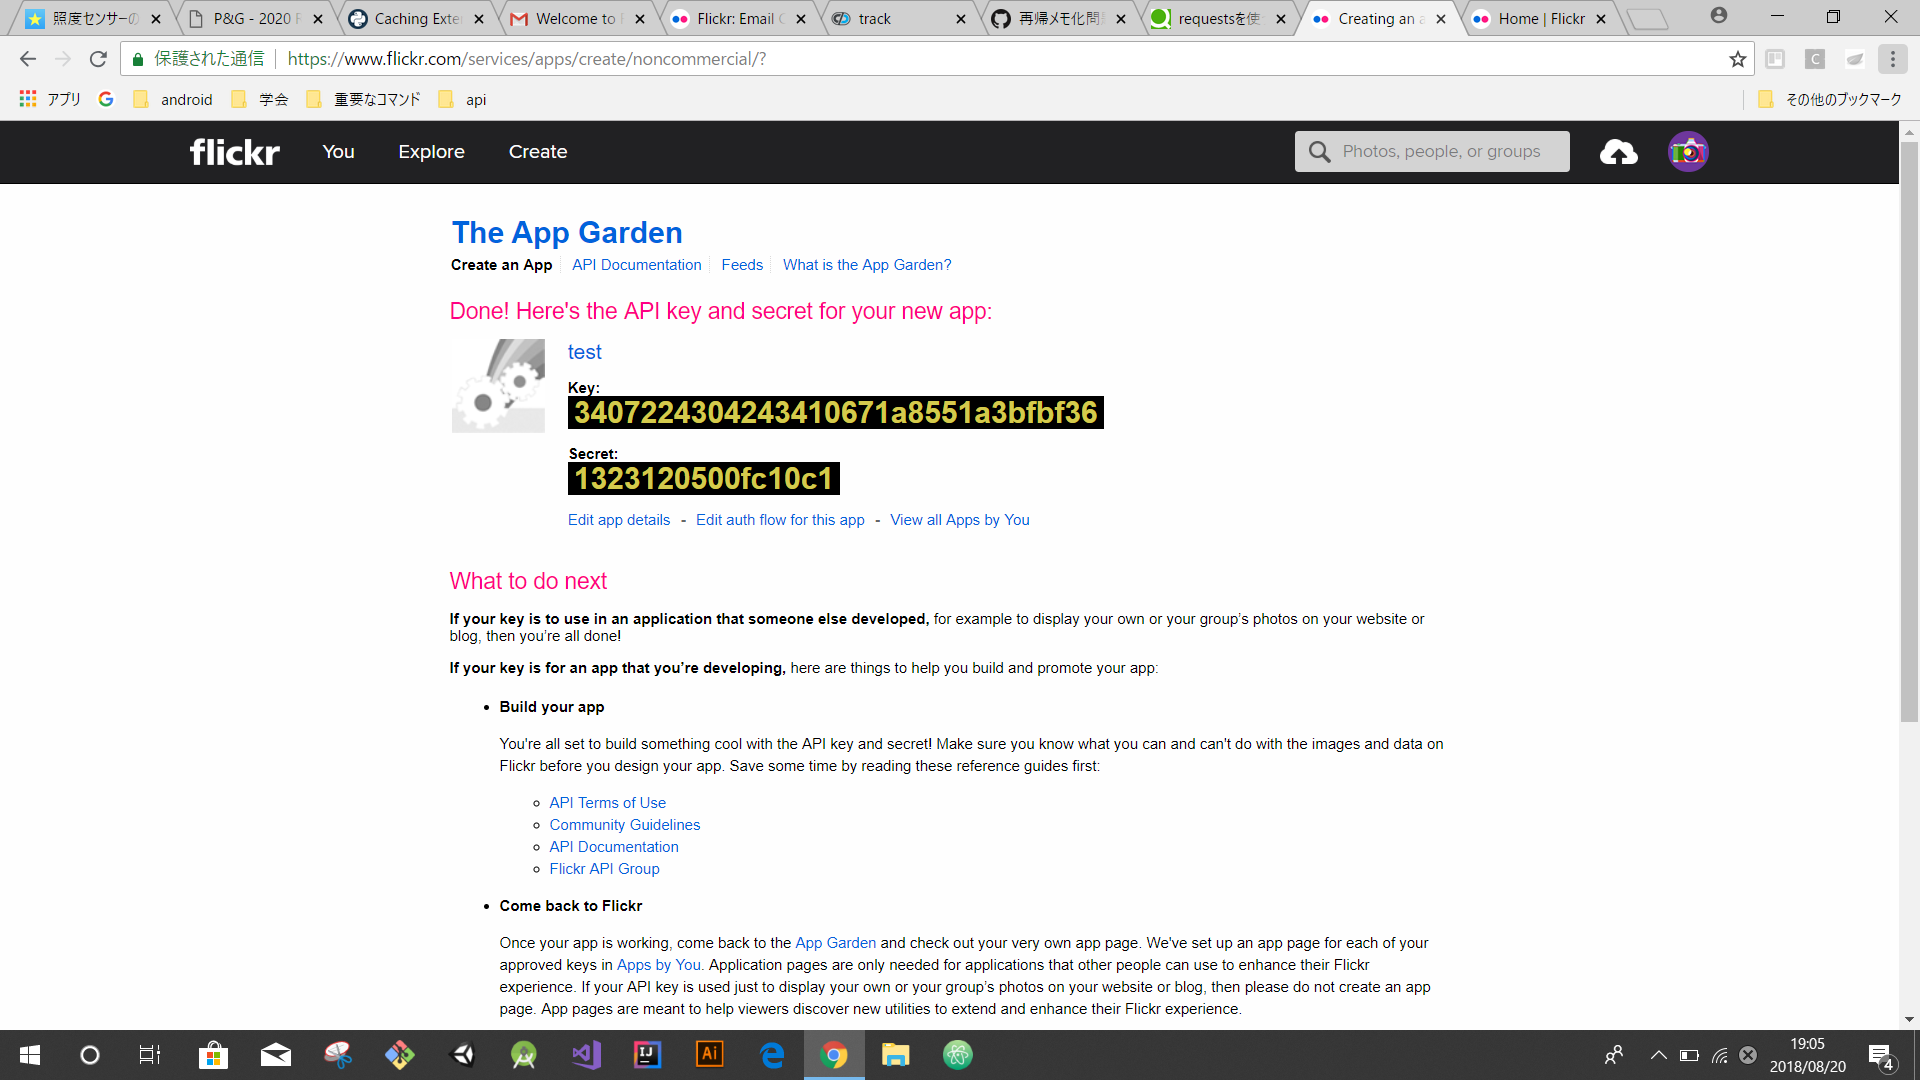 照度センサーの
P&G - 2020 F
Caching Exte
Welcome to F
Flickr: Email C
track
再帰メモ化問
requestsを使
Creating an a
Home | Flickr
保護された通信
https://www.flickr.com/services/apps/create/noncommercial/?
アプリ
android
学会
重要なコマンド
api
その他のブックマーク
flickr
You
Explore
Create
Photos, people, or groups
The App Garden
Create an App
API Documentation
Feeds
What is the App Garden?
Done! Here's the API key and secret for your new app:
test
Key:
3407224304243410671a8551a3bfbf36
Secret:
1323120500fc10c1
Edit app details - Edit auth flow for this app - View all Apps by You
What to do next
If your key is to use in an application that someone else developed, for example to display your own or your group’s photos on your website or
blog, then you’re all done!
If your key is for an app that you’re developing, here are things to help you build and promote your app:
Build your app
You're all set to build something cool with the API key and secret! Make sure you know what you can and can't do with the images and data on
Flickr before you design your app. Save some time by reading these reference guides first:
API Terms of Use
Community Guidelines
API Documentation
Flickr API Group
Come back to Flickr
Once your app is working, come back to the App Garden and check out your very own app page. We've set up an app page for each of your
approved keys in Apps by You. Application pages are only needed for applications that other people can use to enhance their Flickr
experience. If your API key is used just to display your own or your group’s photos on your website or blog, then please do not create an app
page. App pages are meant to help viewers discover new utilities to extend and enhance their Flickr experience.
IJ
Ai
19:05
2018/08/20
4